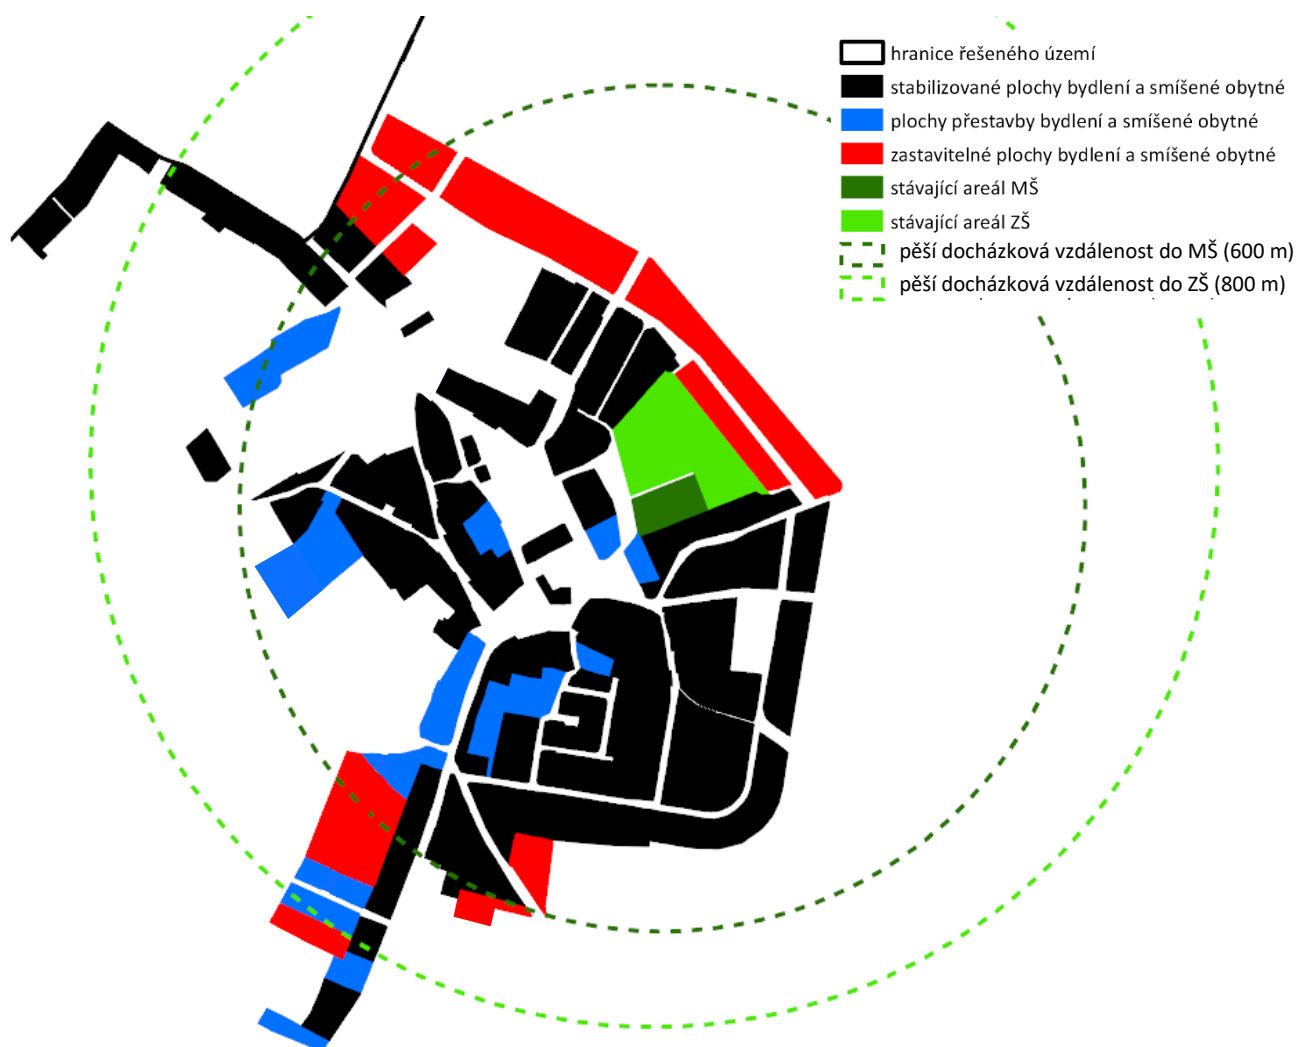 hranice řešeného území
stabilizované plochy bydlení a smíšené obytné
plochy přestavby bydlení a smíšené obytné
zastavitelné plochy bydlení a smíšené obytné
stávající areál MŠ
stávající areál ZŠ
pěší docházková vzdálenost do MŠ (600 m)
pěší docházková vzdálenost do ZŠ (800 m)